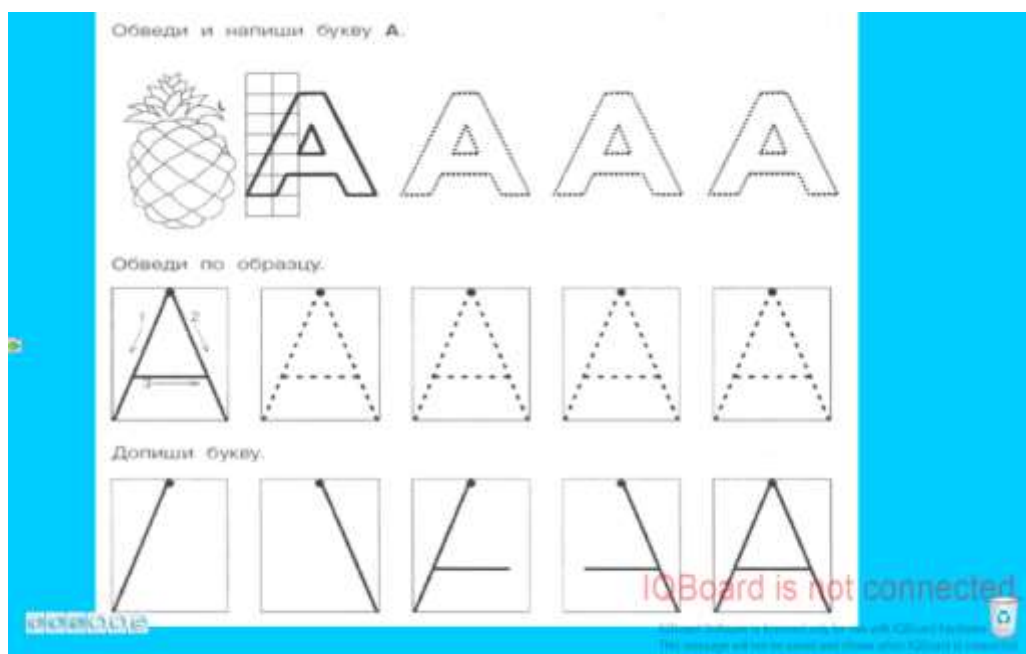 Обведи и напиши букву А.
А А А А
Обведи по образцу.
1 2
3
А А А А А
Допиши букву.
А
IQBoard is not connected